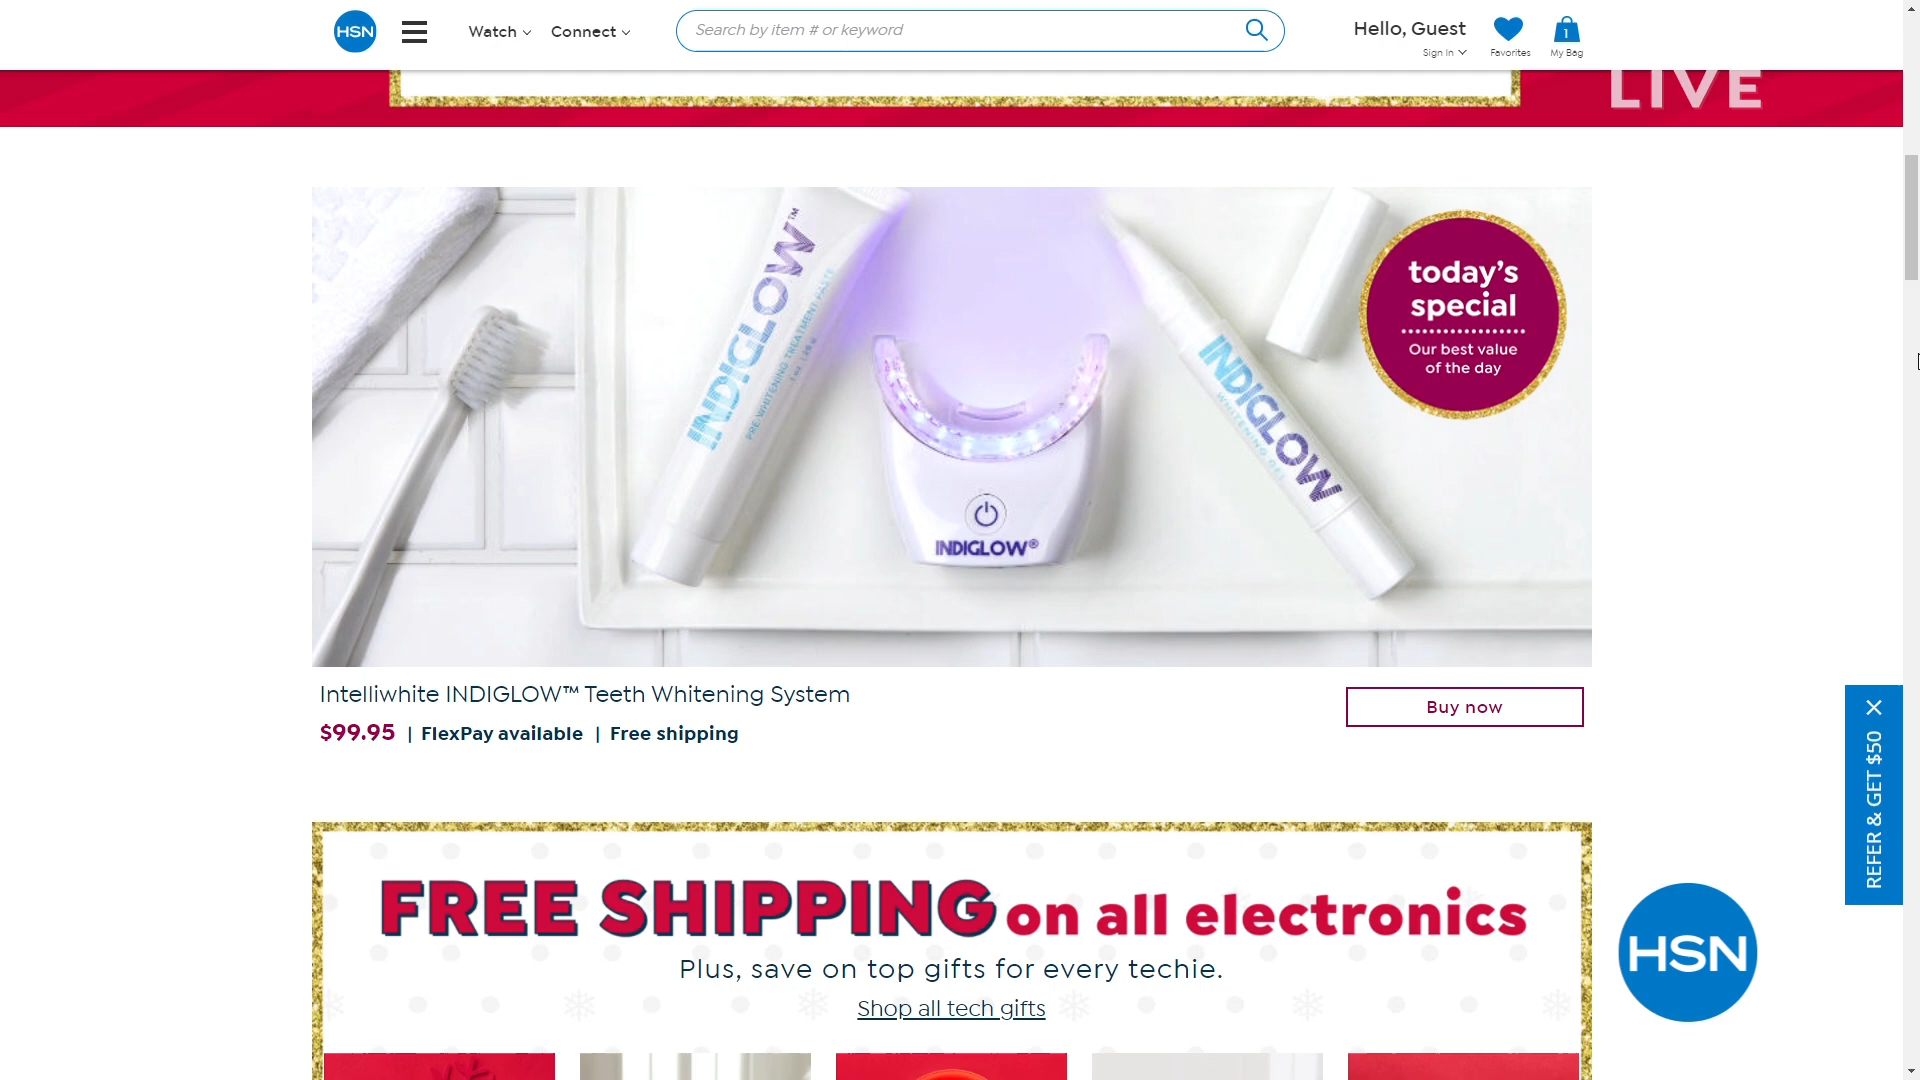 HSN
Watch
Connect
Search by item # or keyword
Hello, Guest
Sign In
Favorites
1
My Bag
LIVE
INDIGLOW™
PRE-WHITENING TREATMENT PASTE
INDIGLOW®
INDIGLOW
WHITENING GEL
today's
special
Our best value
of the day
Intelliwhite INDIGLOW™ Teeth Whitening System
$99.95 | FlexPay available | Free shipping
Buy now
REFER & GET $50
FREE SHIPPING on all electronics
Plus, save on top gifts for every techie.
Shop all tech gifts
HSN